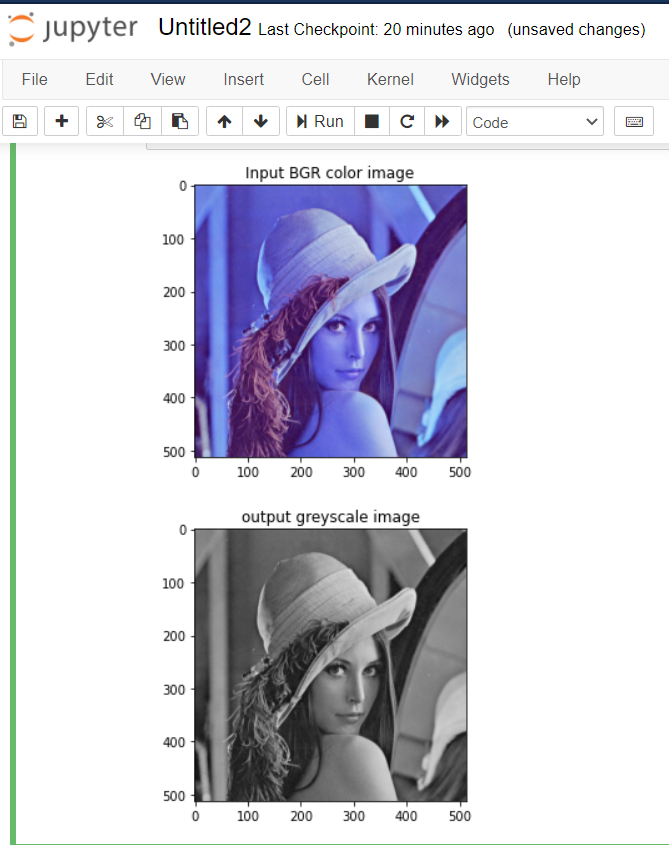 jupyter Untitled2 Last Checkpoint: 20 minutes ago (unsaved changes)
File Edit View Insert Cell Kernel Widgets Help
Run Code
Input BGR color image
0
100
200
300
400
500
0 100 200 300 400 500
output greyscale image
0
100
200
300
400
500
0 100 200 300 400 500